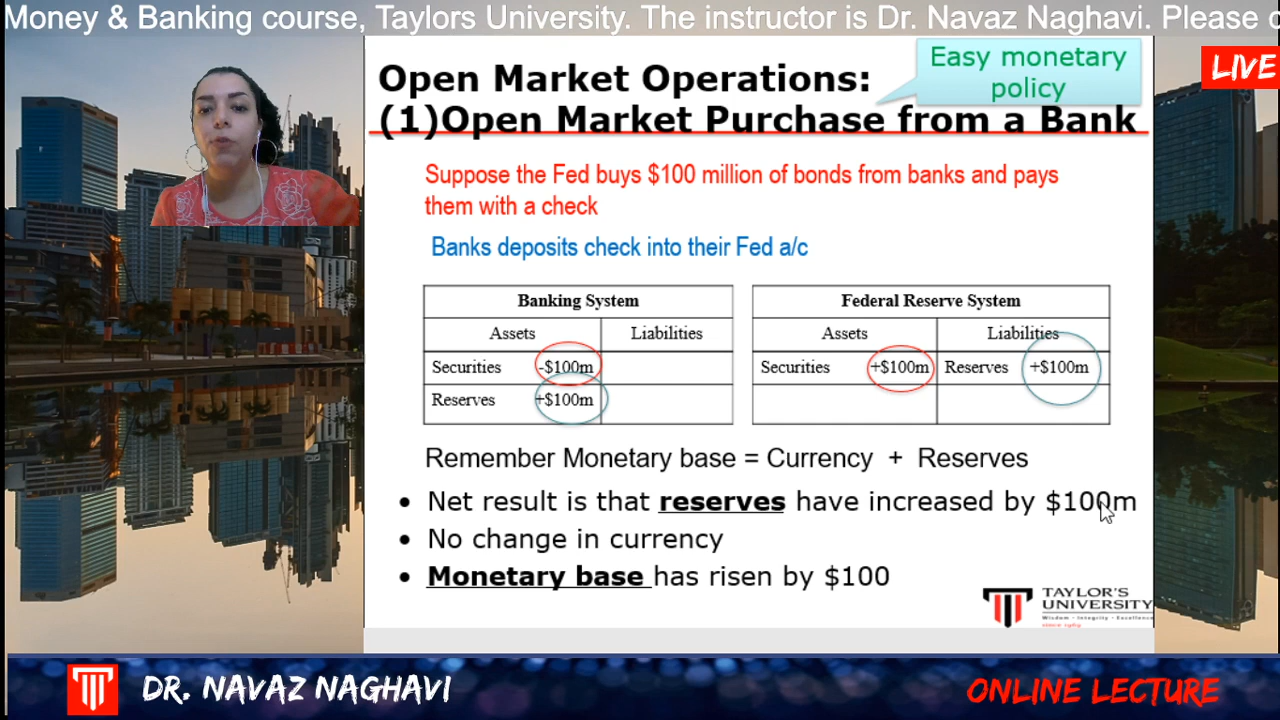 Money & Banking course, Taylors University. The instructor is Dr. Navaz Naghavi. Please
LIVE
Easy monetary
policy
Open Market Operations:
(1)Open Market Purchase from a Bank
Suppose the Fed buys $100 million of bonds from banks and pays
them with a check
Banks deposits check into their Fed a/c
Banking System
Assets Liabilities
Securities -$100m
Reserves +$100m
Federal Reserve System
Assets Liabilities
Securities +$100m Reserves +$100m
Remember Monetary base = Currency + Reserves
• Net result is that reserves have increased by $100m
• No change in currency
• Monetary base has risen by $100
TAYLOR'S
UNIVERSITY
Wisdom · Integrity · Excellence
DR. NAVAZ NAGHAVI
ONLINE LECTURE